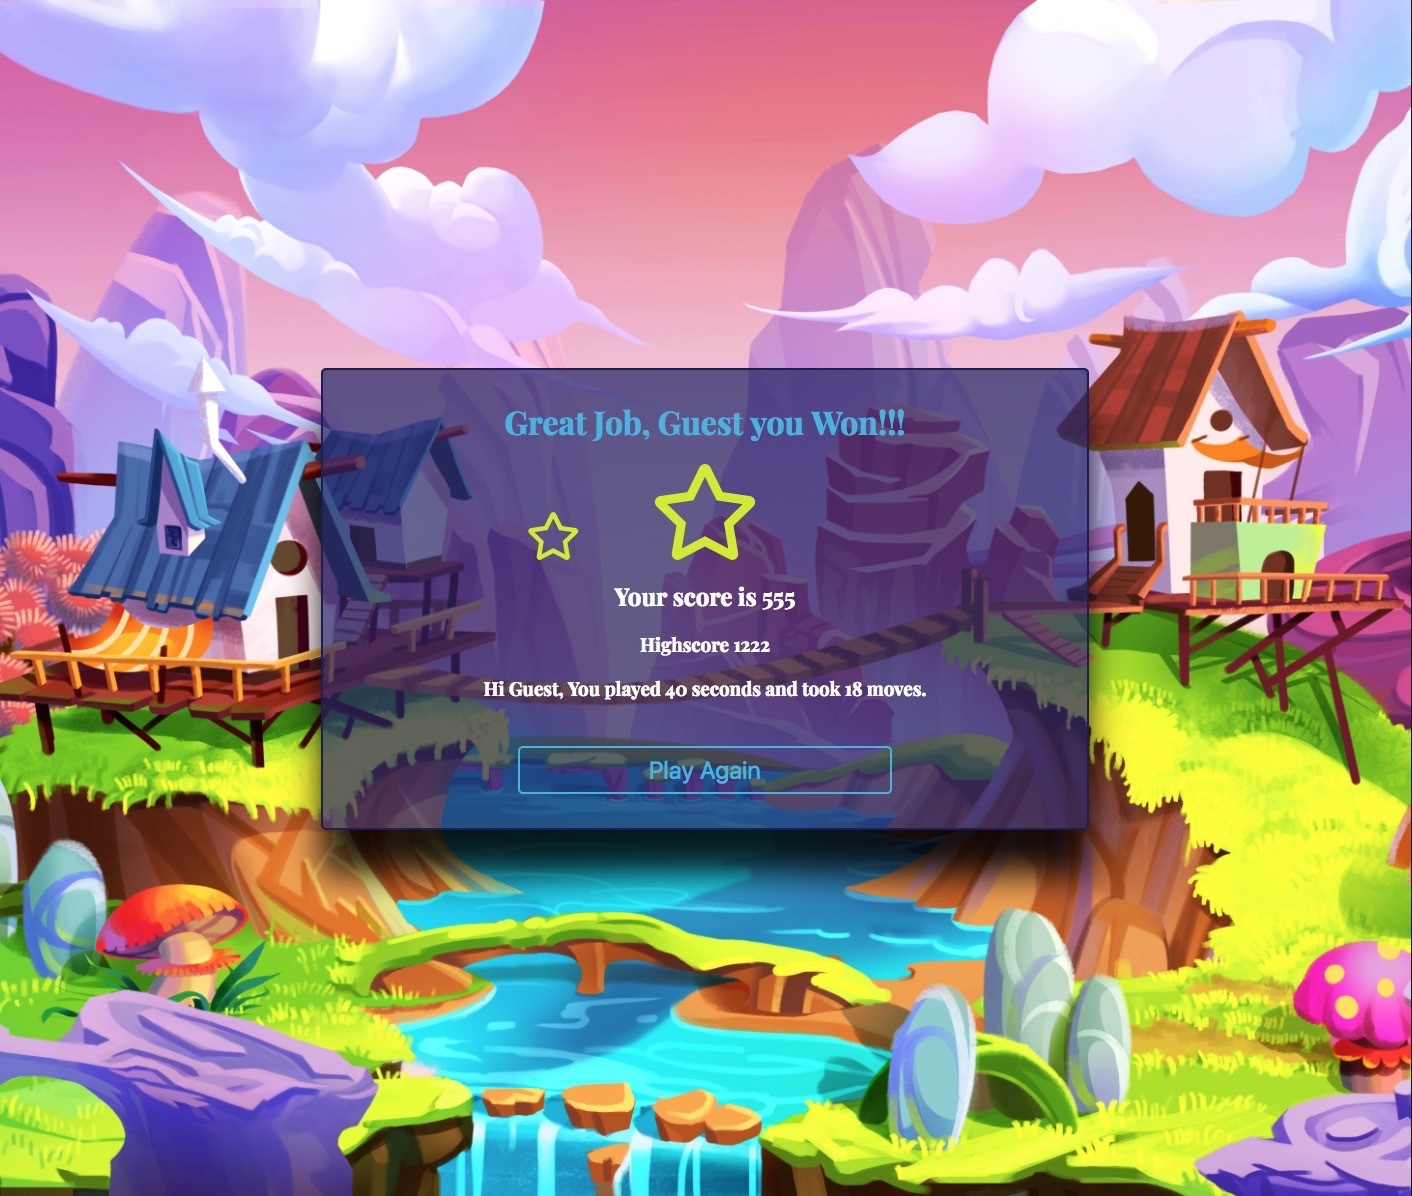 Great Job, Guest you Won!!!
Your score is 555
Highscore 1222
Hi Guest, You played 40 seconds and took 18 moves.
Play Again